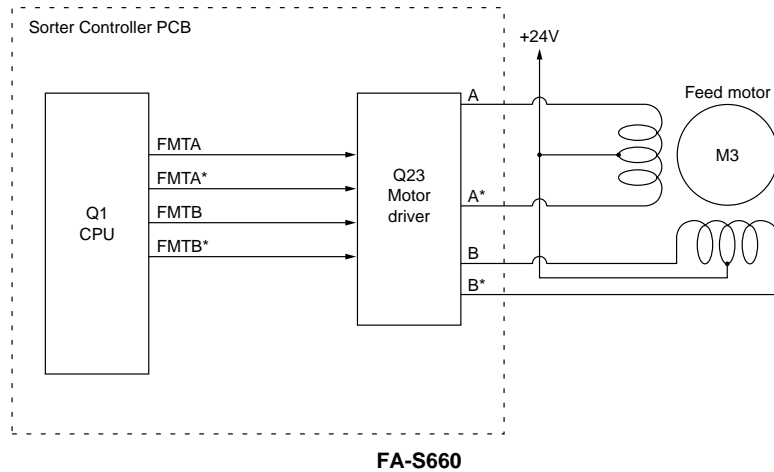 Sorter Controller PCB
+24V
Feed motor
M3
A
FMTA
FMTA*
FMTB
FMTB*
Q1
CPU
Q23
Motor
driver
A*
B
B*
FA-S660